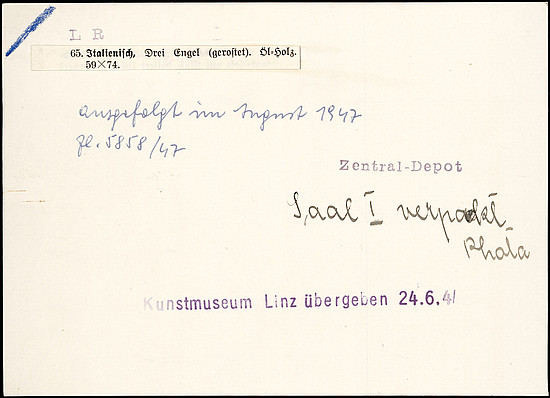 L R
65. Italienisch, Drei Engel (gerostet). Öl-Holz.
59×74.
ausgefolgt im August 1947
Zl. 5858/47
Zentral-Depot
Saal I verpackt
Photo
Kunstmuseum Linz übergeben 24.6.41